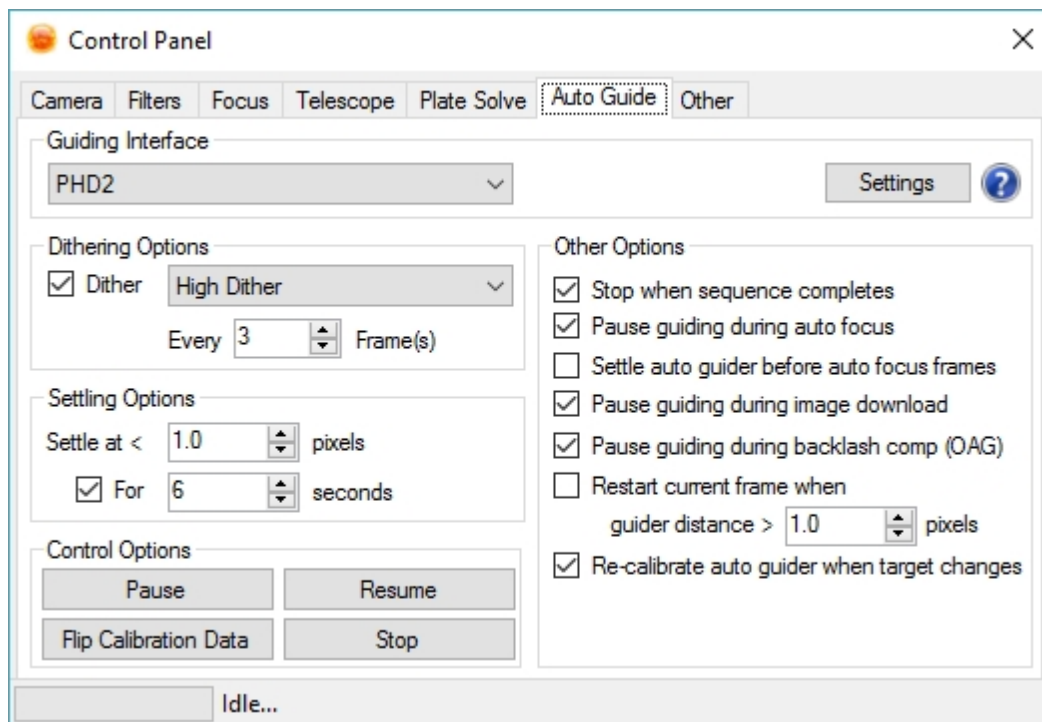 Control Panel
Camera Filters Focus Telescope Plate Solve Auto Guide Other
Guiding Interface
PHD2
Settings
?
Dithering Options
Dither High Dither
Every 3 Frame(s)
Settling Options
Settle at < 1.0 pixels
For 6 seconds
Control Options
Pause Resume
Flip Calibration Data Stop
Other Options
Stop when sequence completes
Pause guiding during auto focus
Settle auto guider before auto focus frames
Pause guiding during image download
Pause guiding during backlash comp (OAG)
Restart current frame when
guider distance > 1.0 pixels
Re-calibrate auto guider when target changes
Idle...